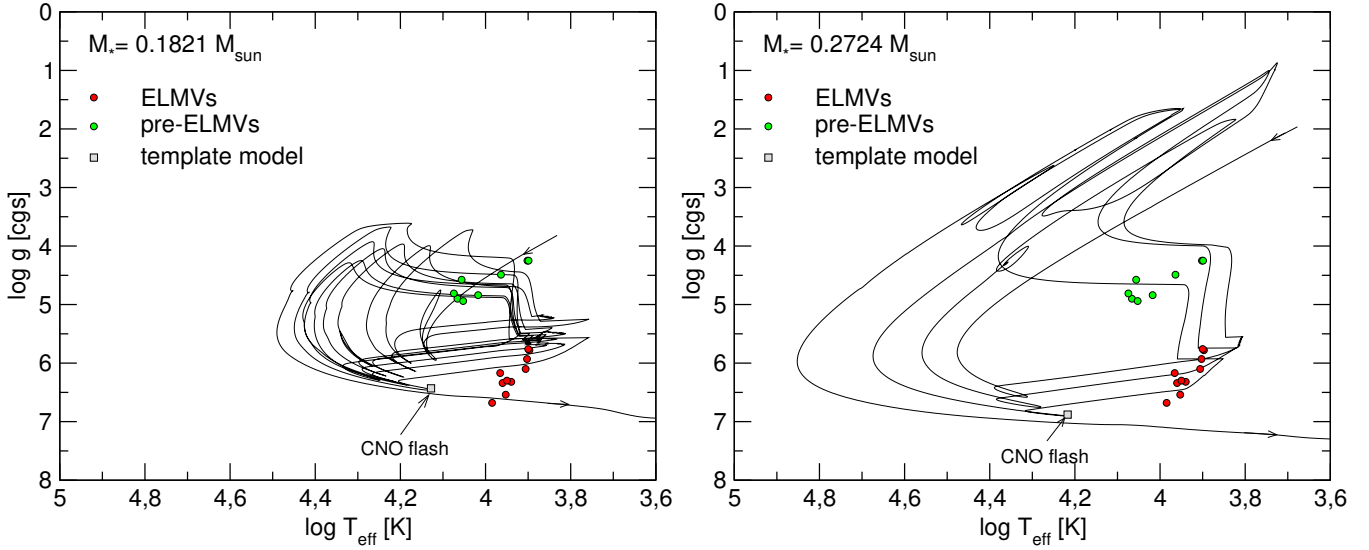 M* = 0.1821 Msun
ELMVs
pre-ELMVs
template model
CNO flash
log g [cgs]
0
1
2
3
4
5
6
7
8
5 4,8 4,6 4,4 4,2 4 3,8 3,6
log Teff [K]
M* = 0.2724 Msun
ELMVs
pre-ELMVs
template model
CNO flash
log g [cgs]
0
1
2
3
4
5
6
7
8
5 4,8 4,6 4,4 4,2 4 3,8 3,6
log Teff [K]